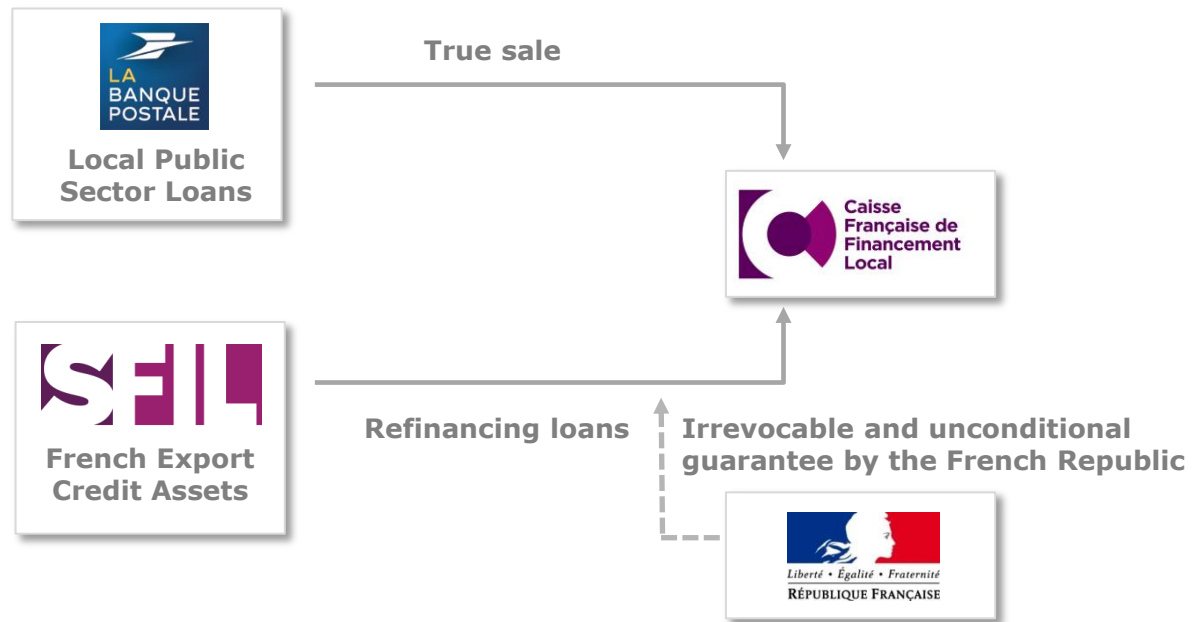 True sale
LA
BANQUE
POSTALE
Local Public
Sector Loans
Caisse
Française de
Financement
Local
SFIL
French Export
Credit Assets
Refinancing loans
Irrevocable and unconditional
guarantee by the French Republic
Liberté • Égalité • Fraternité
RÉPUBLIQUE FRANÇAISE